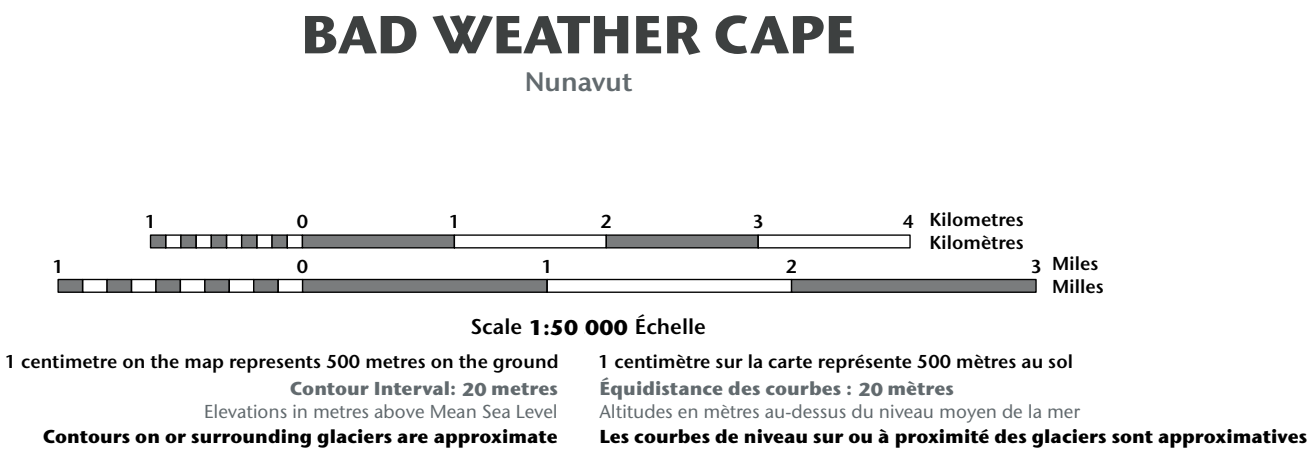 BAD WEATHER CAPE
Nunavut
1 0 1 2 3 4 Kilometres
Kilomètres
1 0 1 2 3 Miles
Milles
Scale 1:50 000 Échelle
1 centimetre on the map represents 500 metres on the ground
1 centimètre sur la carte représente 500 mètres au sol
Contour Interval: 20 metres
Équidistance des courbes : 20 mètres
Elevations in metres above Mean Sea Level
Altitudes en mètres au-dessus du niveau moyen de la mer
Contours on or surrounding glaciers are approximate
Les courbes de niveau sur ou à proximité des glaciers sont approximatives